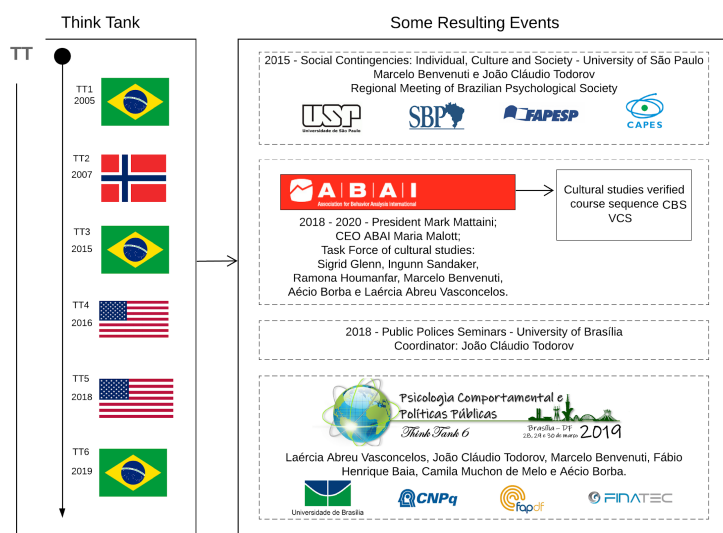 Think Tank
Some Resulting Events
TT
TT1
2005
TT2
2007
TT3
2015
TT4
2016
TT5
2018
TT6
2019
2015 - Social Contingencies: Individual, Culture and Society - University of São Paulo
Marcelo Benvenuti e João Cláudio Todorov
Regional Meeting of Brazilian Psychological Society
USP
Universidade de São Paulo
SBP
FAPESP
CAPES
ABAI
Association for Behavior Analysis International
Cultural studies verified
course sequence CBS
VCS
2018 - 2020 - President Mark Mattaini;
CEO ABAI Maria Malott;
Task Force of cultural studies:
Sigrid Glenn, Ingunn Sandaker,
Ramona Houmanfar, Marcelo Benvenuti,
Aécio Borba e Laércia Abreu Vasconcelos.
2018 - Public Polices Seminars - University of Brasília
Coordinator: João Cláudio Todorov
Psicologia Comportamental e
Políticas Públicas
Think Tank 6
Brasília - DF
28, 29 e 30 de março 2019
Laércia Abreu Vasconcelos, João Cláudio Todorov, Marcelo Benvenuti, Fábio
Henrique Baia, Camila Muchon de Melo e Aécio Borba.
Universidade de Brasília
CNPq
fapdf
FINATEC